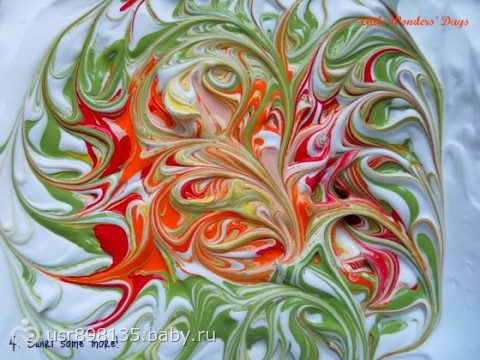 Little Wonders' Days
4. Swirl some more!
usr898135.baby.ru